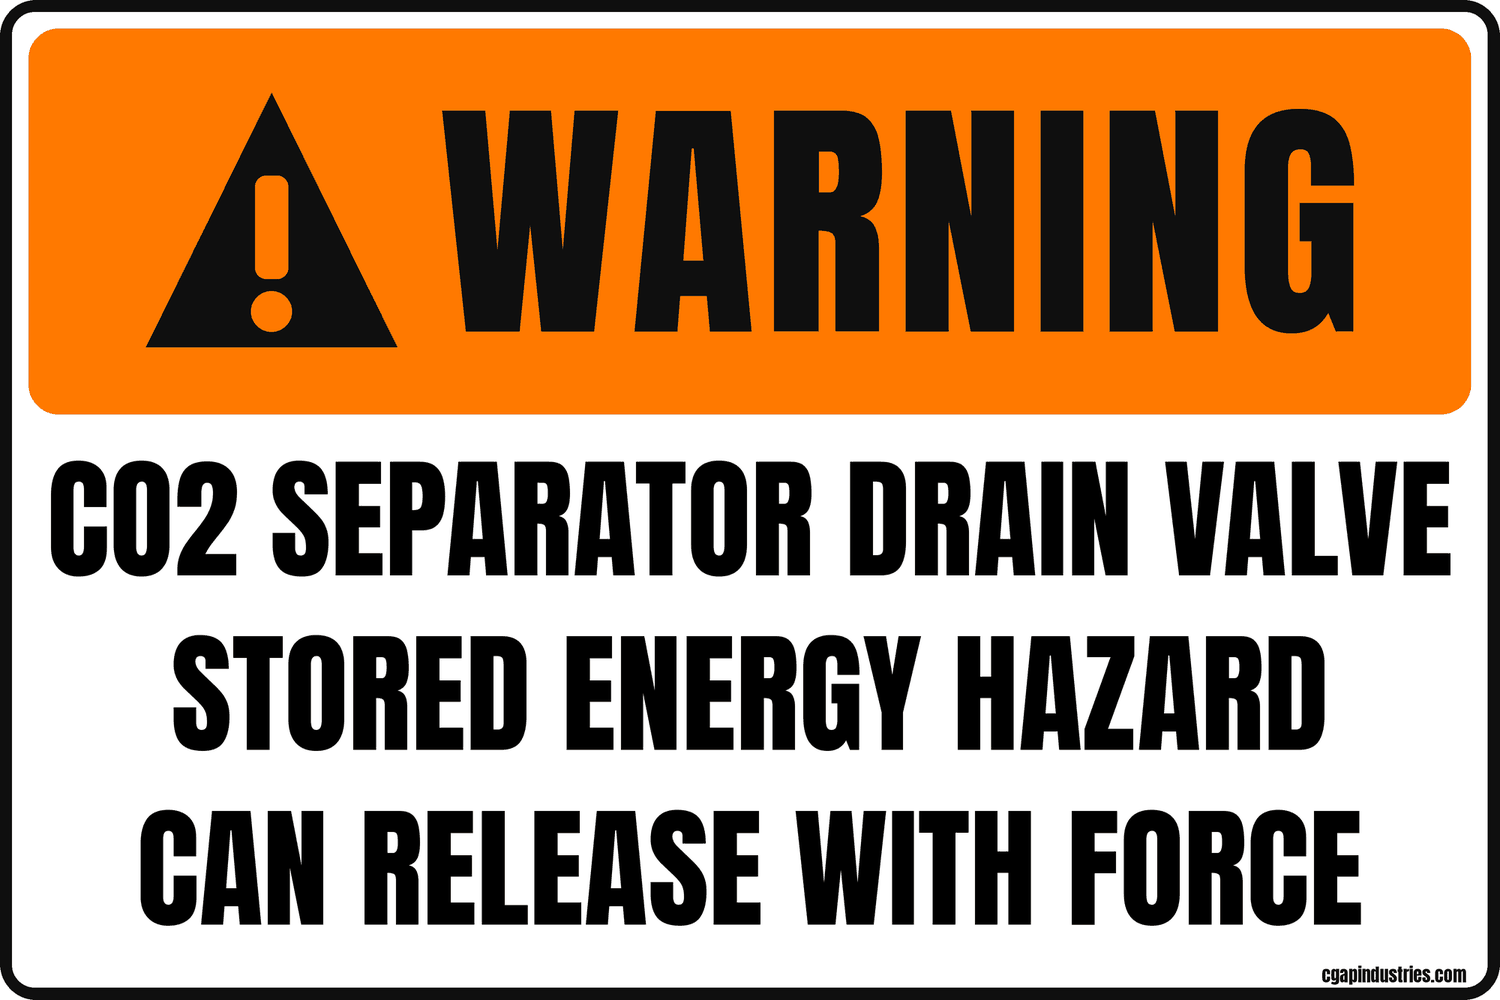 WARNING
CO2 SEPARATOR DRAIN VALVE
STORED ENERGY HAZARD
CAN RELEASE WITH FORCE
cgapindustries.com